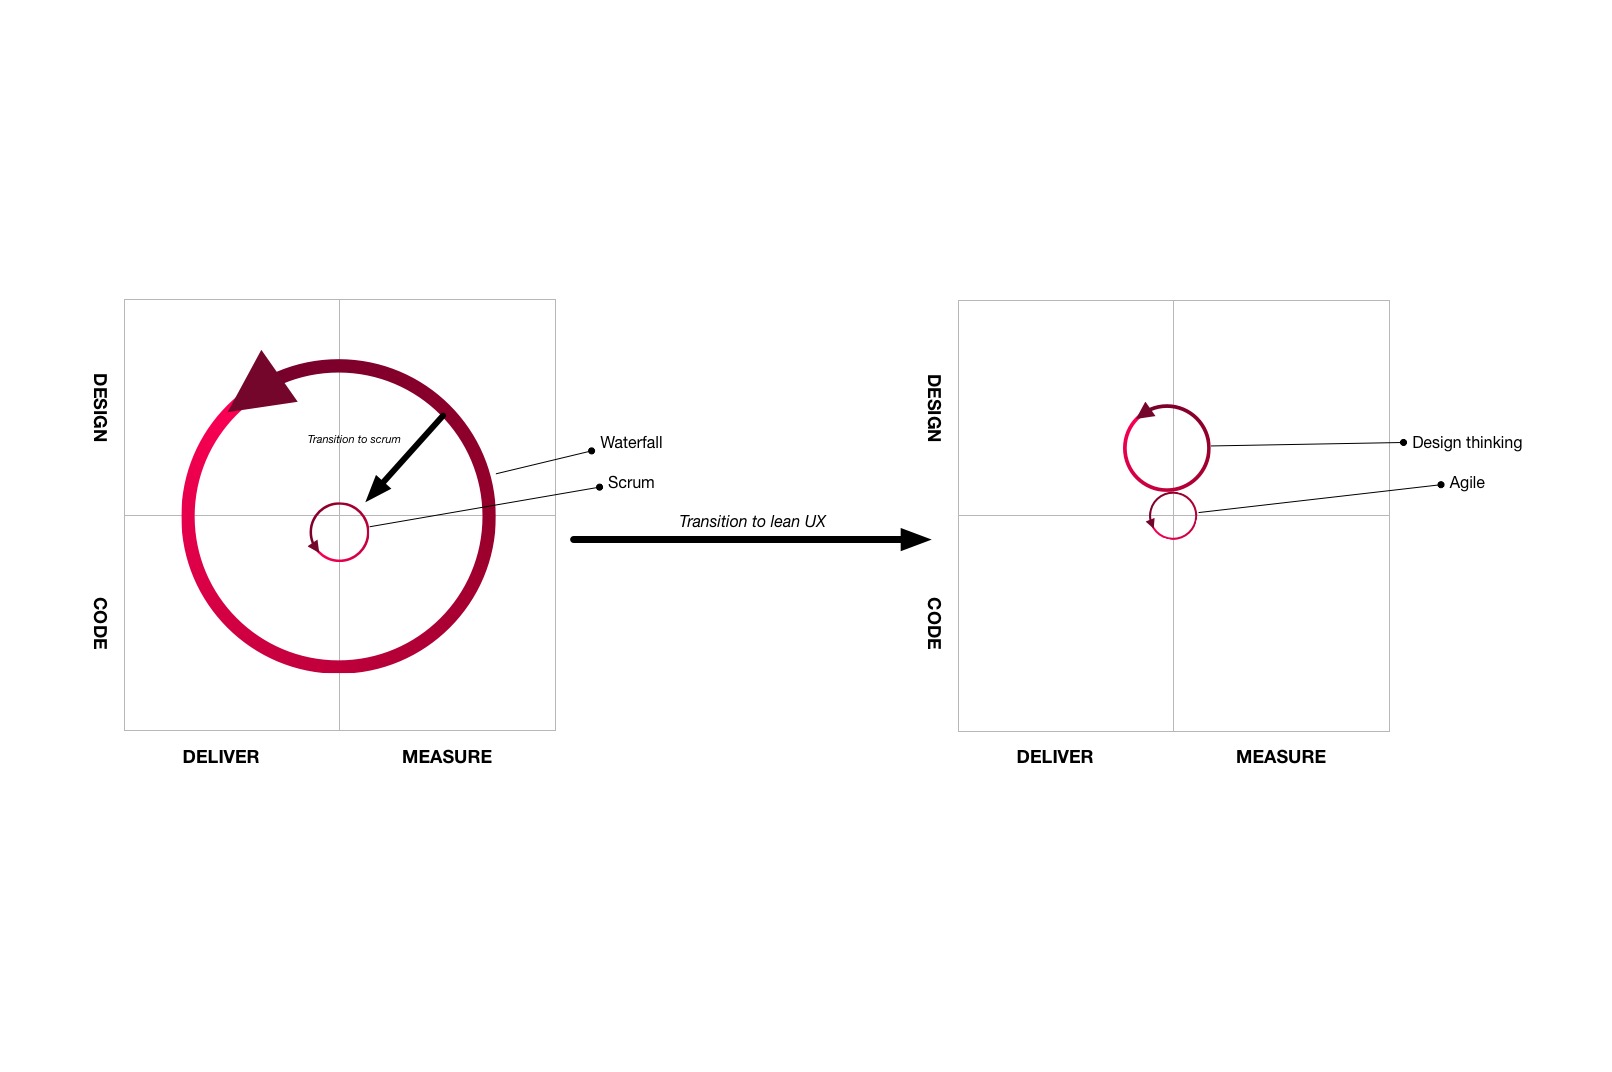 DESIGN
CODE
Transition to scrum
Waterfall
Scrum
DELIVER
MEASURE
Transition to lean UX
DESIGN
CODE
Design thinking
Agile
DELIVER
MEASURE